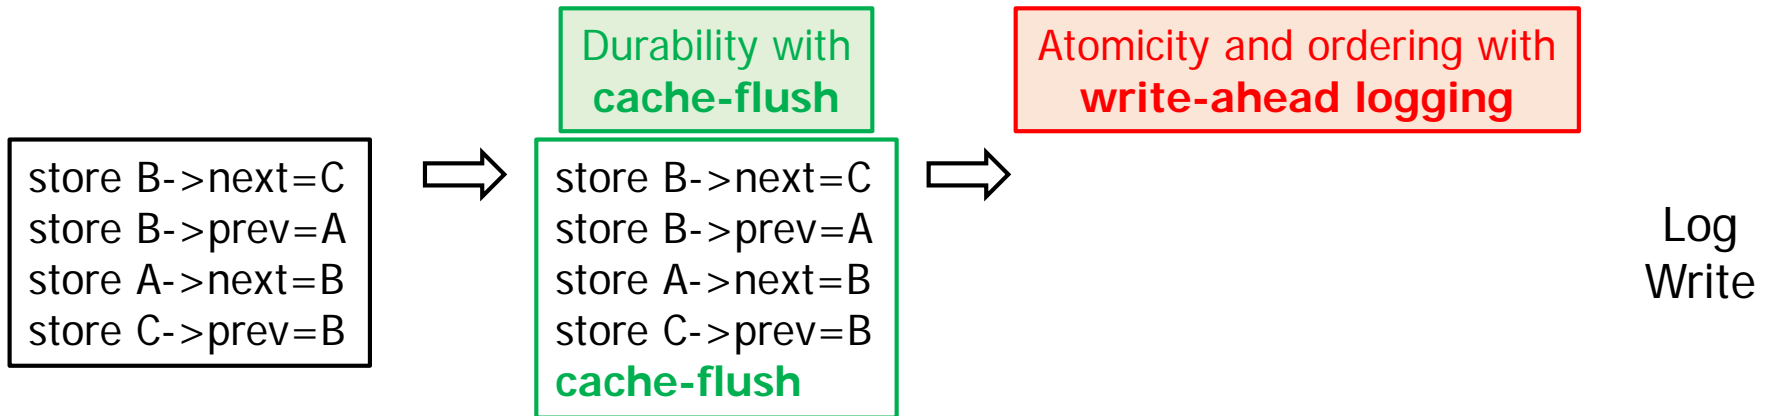 store B->next=C
store B->prev=A
store A->next=B
store C->prev=B
Durability with
cache-flush
store B->next=C
store B->prev=A
store A->next=B
store C->prev=B
cache-flush
Atomicity and ordering with
write-ahead logging
Log
Write